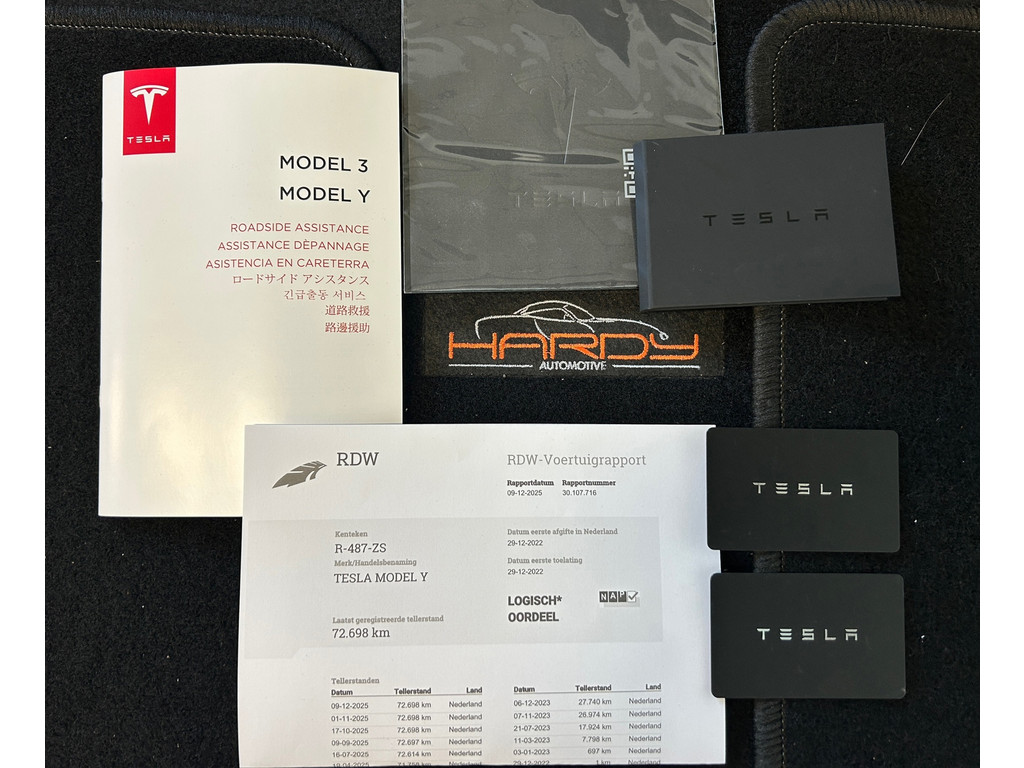 TESLA
MODEL 3
MODEL Y
ROADSIDE ASSISTANCE
ASSISTANCE DÉPANNAGE
ASISTENCIA EN CARETERRA
ロードサイド アシスタンス
긴급출동 서비스
道路救援
路邊援助
TESLA
TESLA
HARDY
AUTOMOTIVE
RDW
RDW-Voertuigrapport
Rapportdatum Rapportnummer
09-12-2025 30.107.716
Kenteken
R-487-ZS
Merk/Handelsbenaming
TESLA MODEL Y
Laatst geregistreerde tellerstand
72.698 km
Datum eerste afgifte in Nederland
29-12-2022
Datum eerste toelating
29-12-2022
LOGISCH*
OORDEEL
NAP
Tellerstanden
Datum Tellerstand Land
09-12-2025 72.698 km Nederland
01-11-2025 72.698 km Nederland
17-10-2025 72.698 km Nederland
09-09-2025 72.697 km Nederland
16-07-2025 72.614 km Nederland
Datum Tellerstand Land
06-12-2023 27.740 km Nederland
07-11-2023 26.974 km Nederland
21-07-2023 17.924 km Nederland
11-03-2023 7.798 km Nederland
03-01-2023 697 km Nederland
29-12-2022 1 km Nederland
TESLA
TESLA